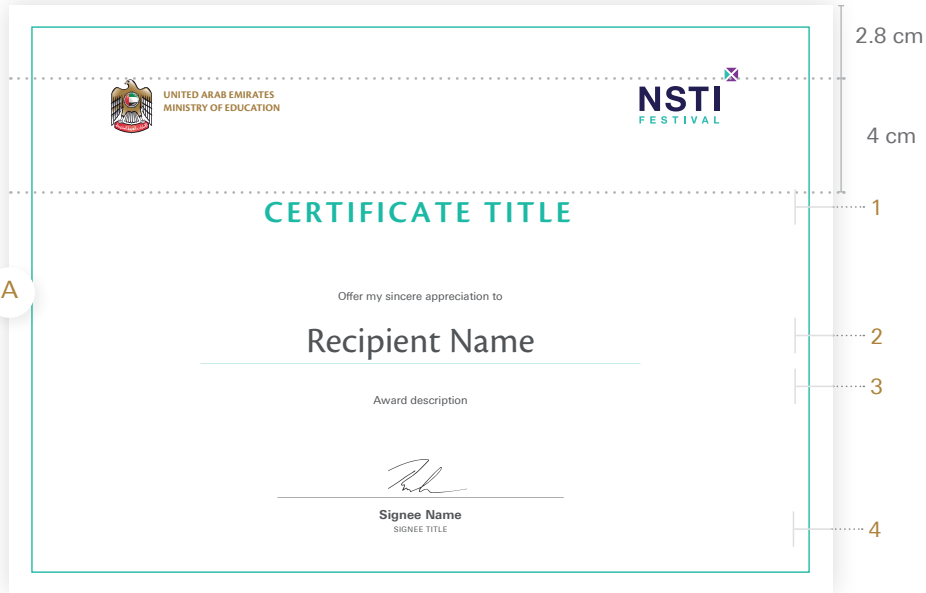 2.8 cm
UNITED ARAB EMIRATES
MINISTRY OF EDUCATION
NSTI
FESTIVAL
4 cm
CERTIFICATE TITLE
1
A
Offer my sincere appreciation to
Recipient Name
2
3
Award description
Signee Name
SIGNEE TITLE
4